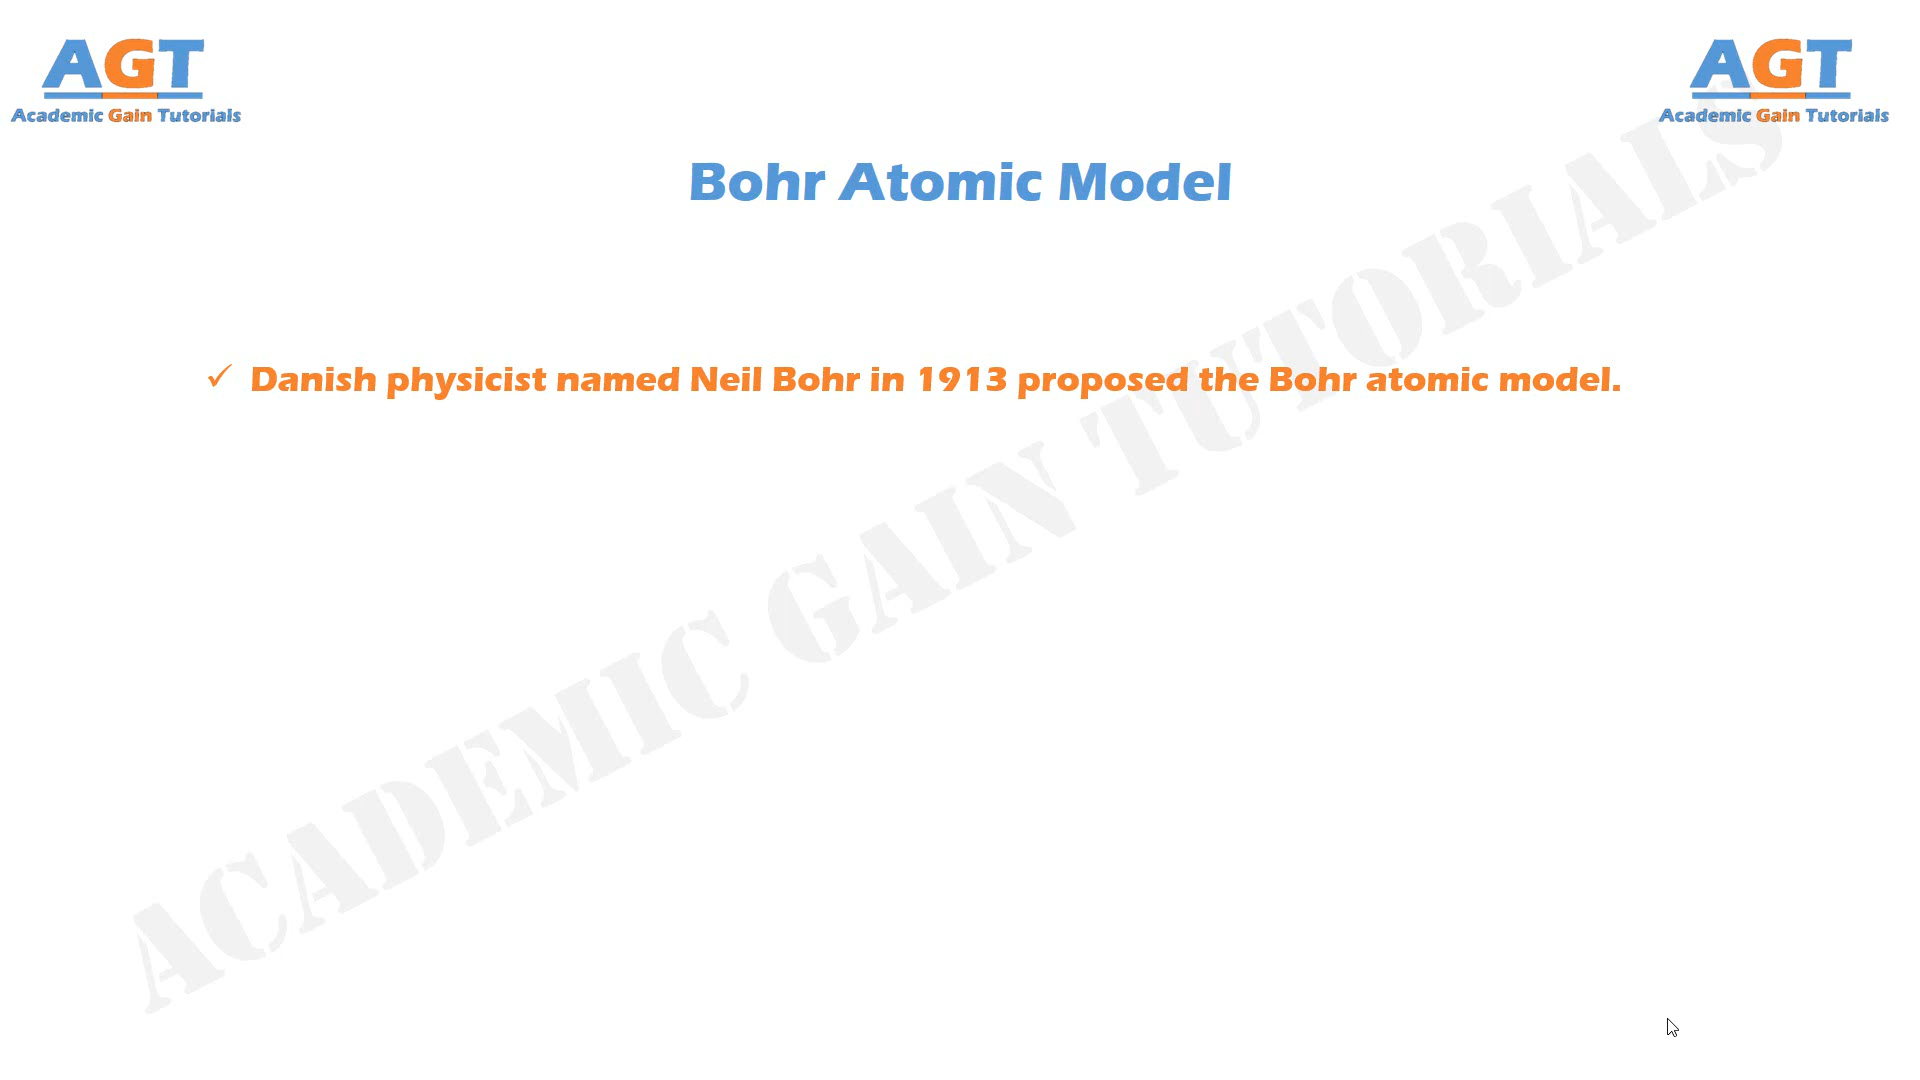 AGT
Academic Gain Tutorials
AGT
Academic Gain Tutorials
Bohr Atomic Model
✓ Danish physicist named Neil Bohr in 1913 proposed the Bohr atomic model.
ACADEMIC GAIN TUTORIALS